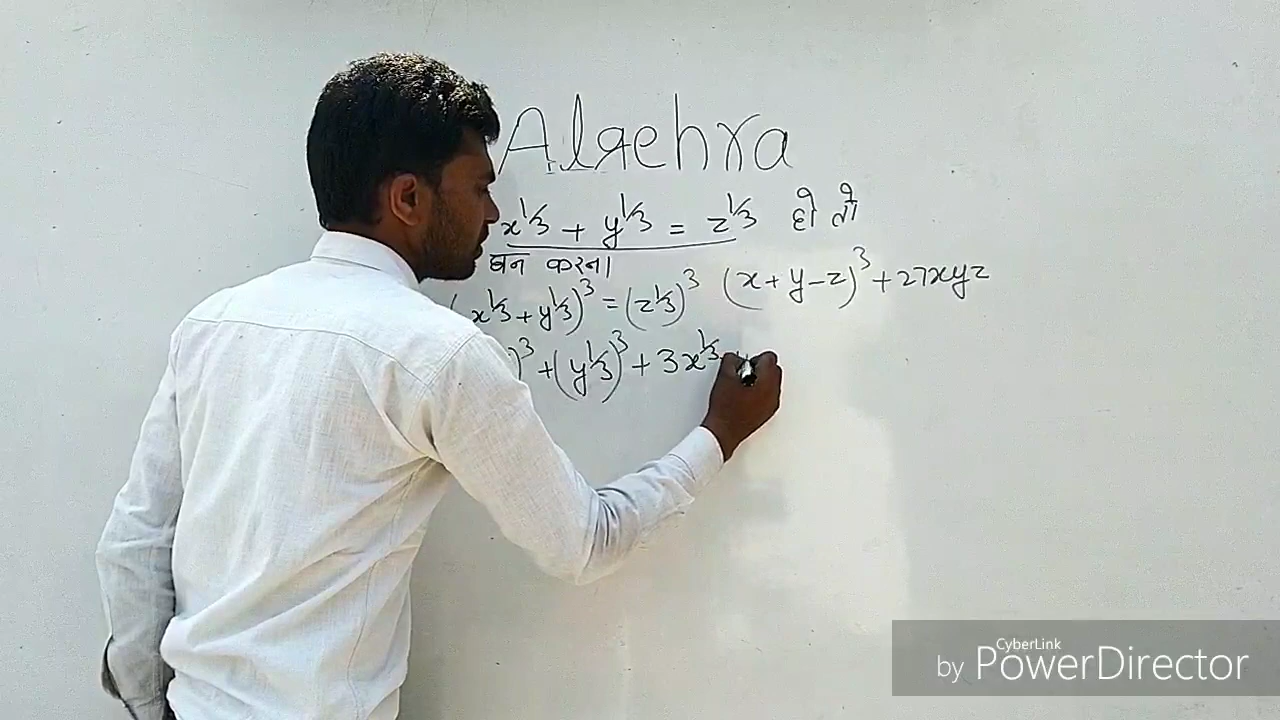 Algebra
x^1/3 + y^1/3 = z^1/3 हो तो
घन करना।
(x+y-z)^3 + 27xyz
(x^1/3 + y^1/3)^3 = (z^1/3)^3
)^3 + (y^1/3)^3 + 3x^1/3
CyberLink
by PowerDirector